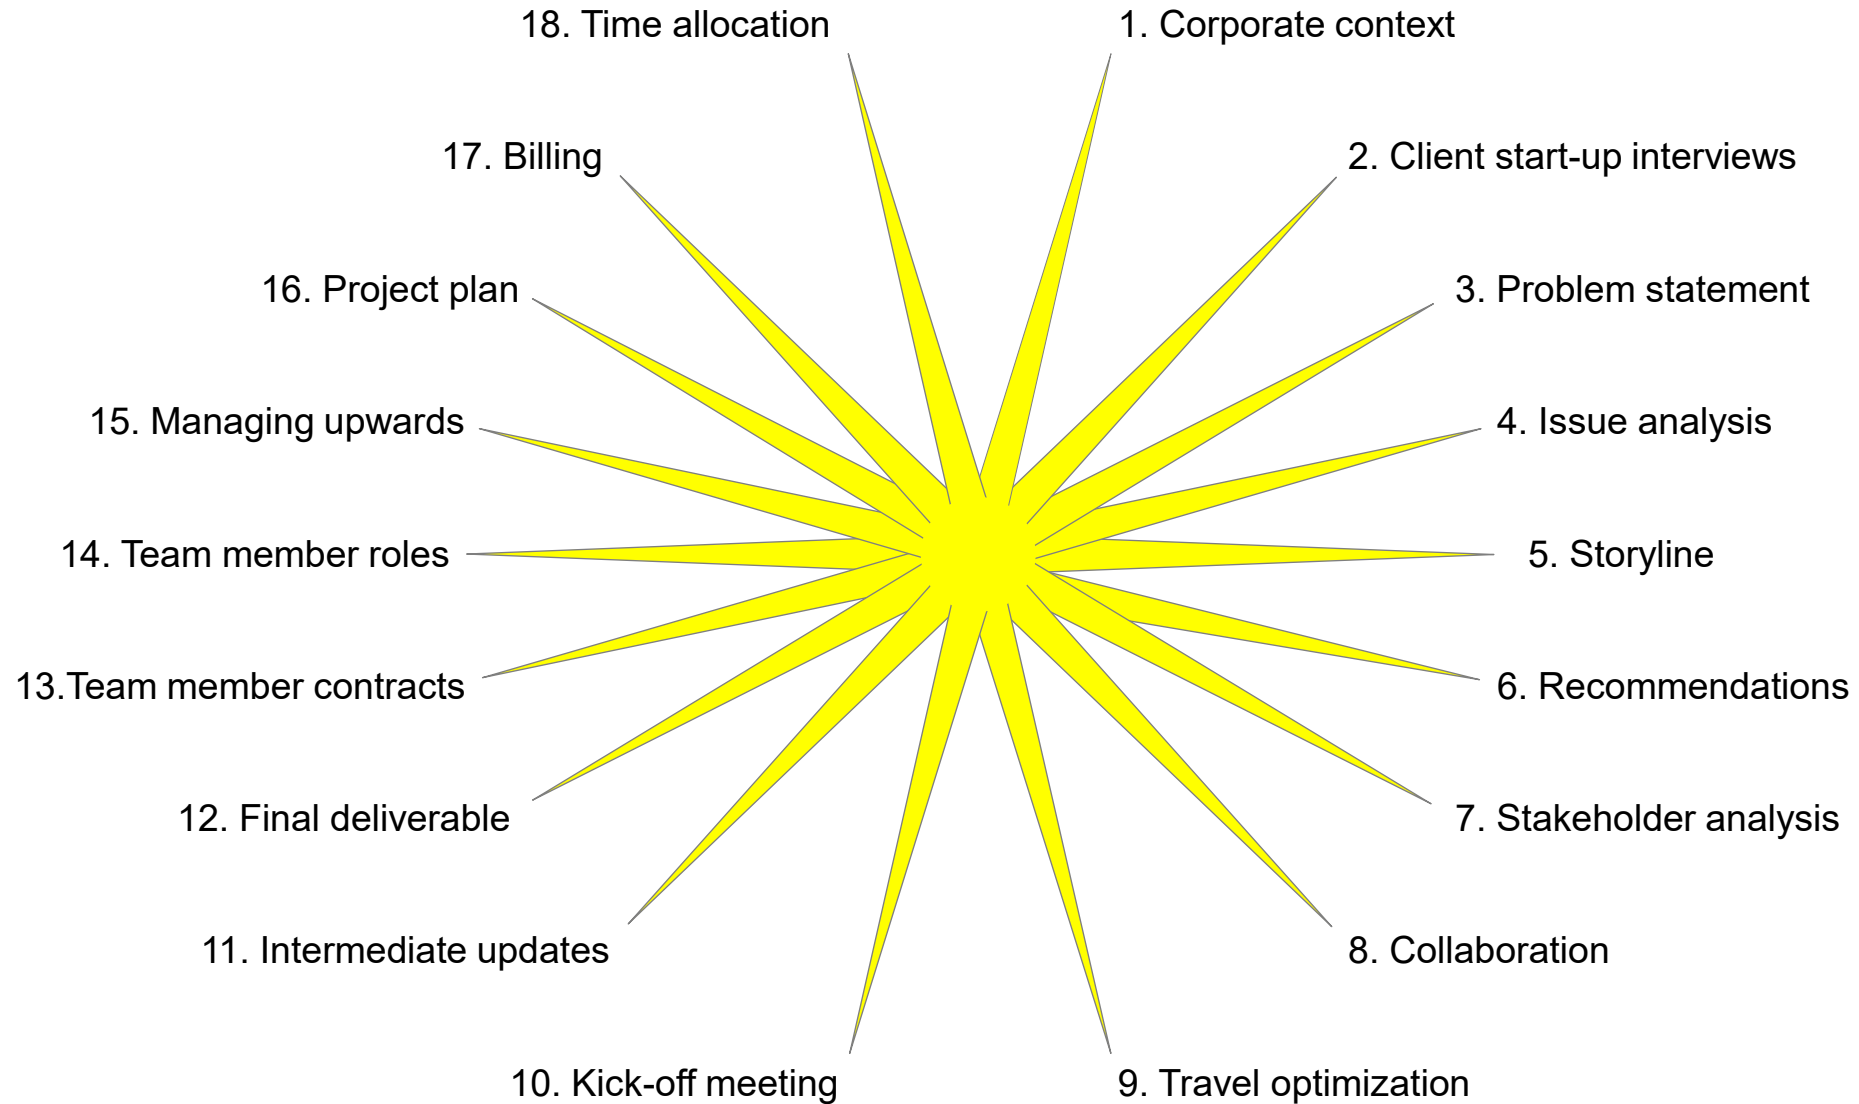 1. Corporate context
2. Client start-up interviews
3. Problem statement
4. Issue analysis
5. Storyline
6. Recommendations
7. Stakeholder analysis
8. Collaboration
9. Travel optimization
10. Kick-off meeting
11. Intermediate updates
12. Final deliverable
13.Team member contracts
14. Team member roles
15. Managing upwards
16. Project plan
17. Billing
18. Time allocation